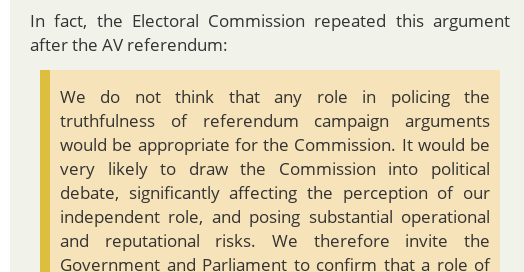 In fact, the Electoral Commission repeated this argument
after the AV referendum:
We do not think that any role in policing the
truthfulness of referendum campaign arguments
would be appropriate for the Commission. It would be
very likely to draw the Commission into political
debate, significantly affecting the perception of our
independent role, and posing substantial operational
and reputational risks. We therefore invite the
Government and Parliament to confirm that a role of